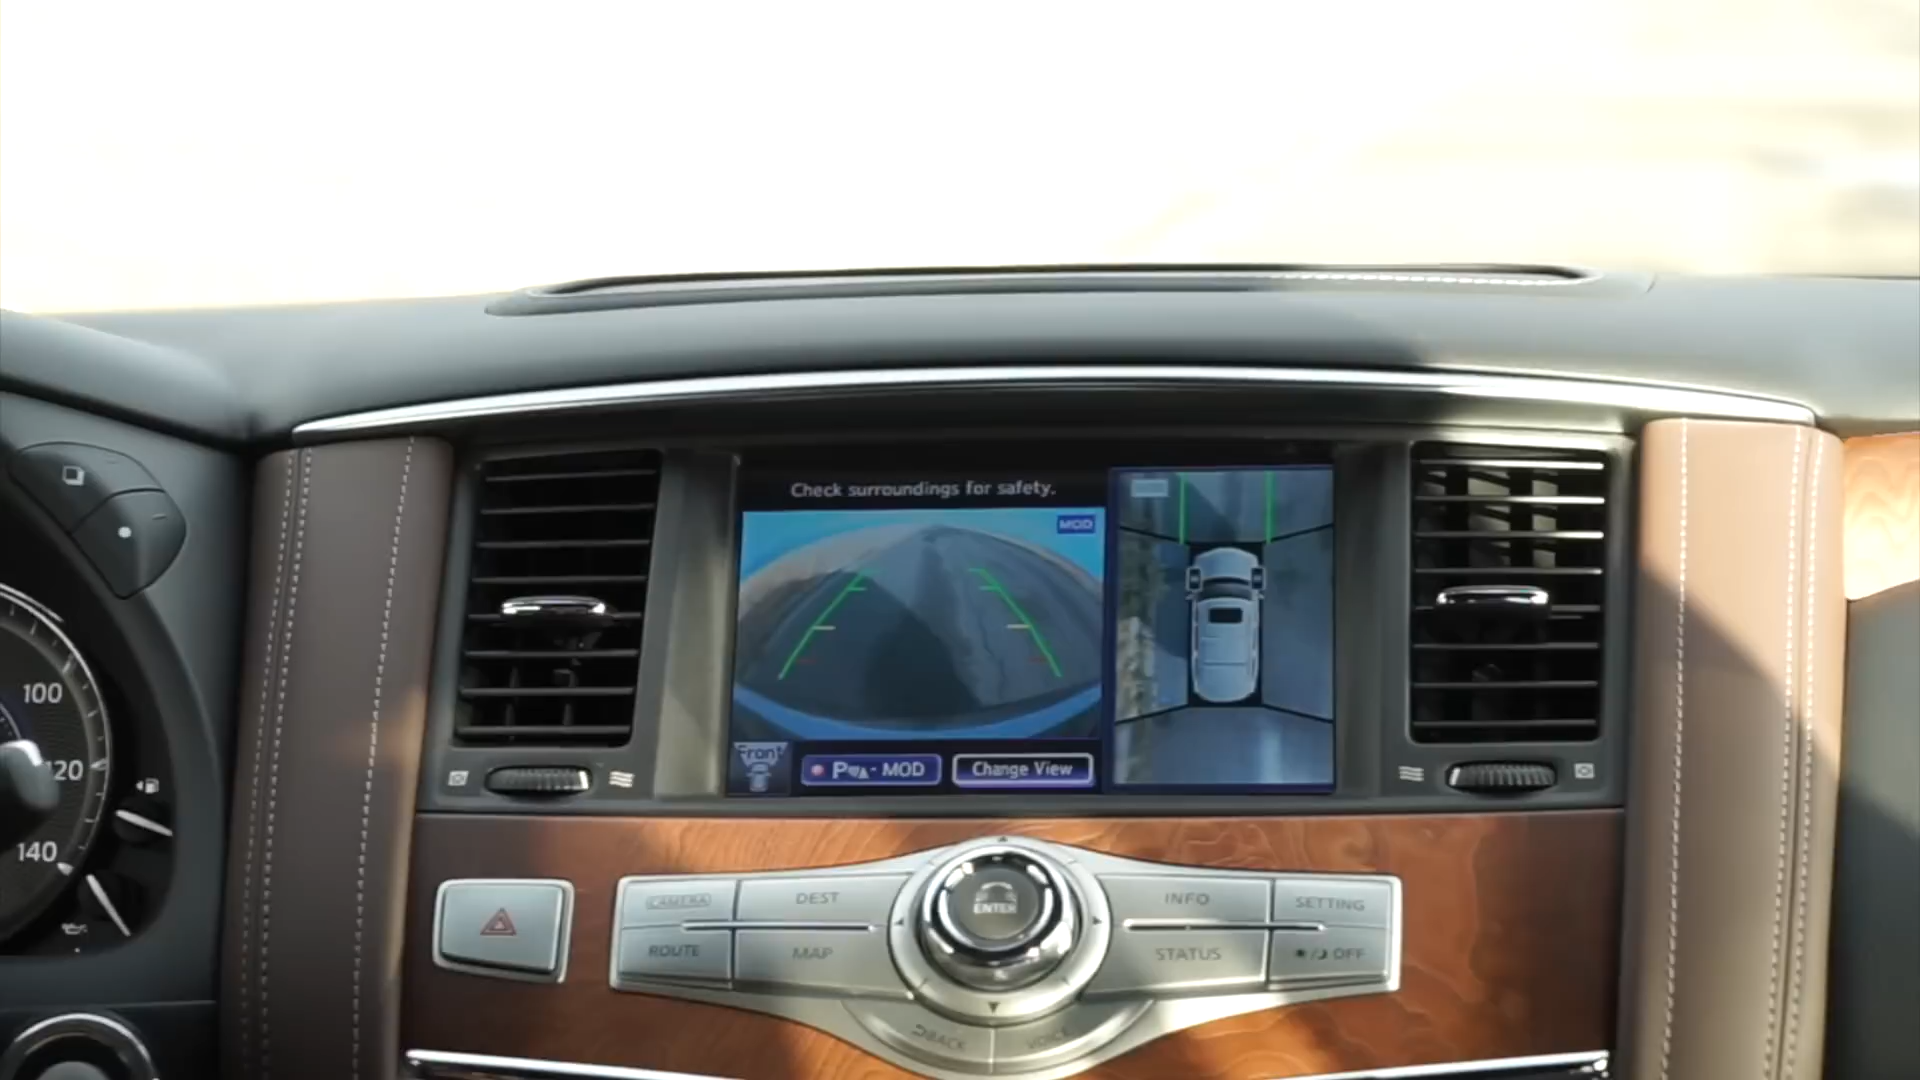 Check surroundings for safety.
MOD
Front
P - MOD
Change View
100
120
140
CAMERA
DEST
ROUTE
MAP
ENTER
INFO
SETTING
STATUS
/ OFF
BACK
VOICE